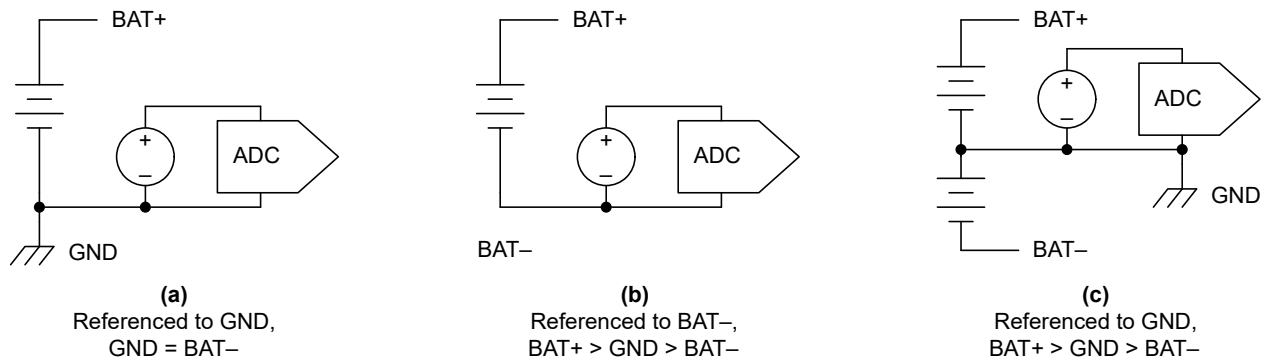 BAT+
+
–
ADC
GND
(a)
Referenced to GND,
GND = BAT–
BAT+
+
–
ADC
BAT–
(b)
Referenced to BAT–,
BAT+ > GND > BAT–
BAT+
+
–
ADC
GND
BAT–
(c)
Referenced to GND,
BAT+ > GND > BAT–